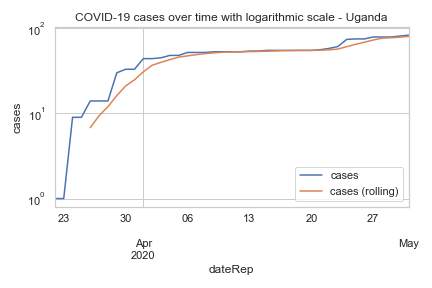 COVID-19 cases over time with logarithmic scale - Uganda
10²
10¹
10⁰
cases
cases
cases (rolling)
23
30
06
13
20
27
Apr
2020
May
dateRep